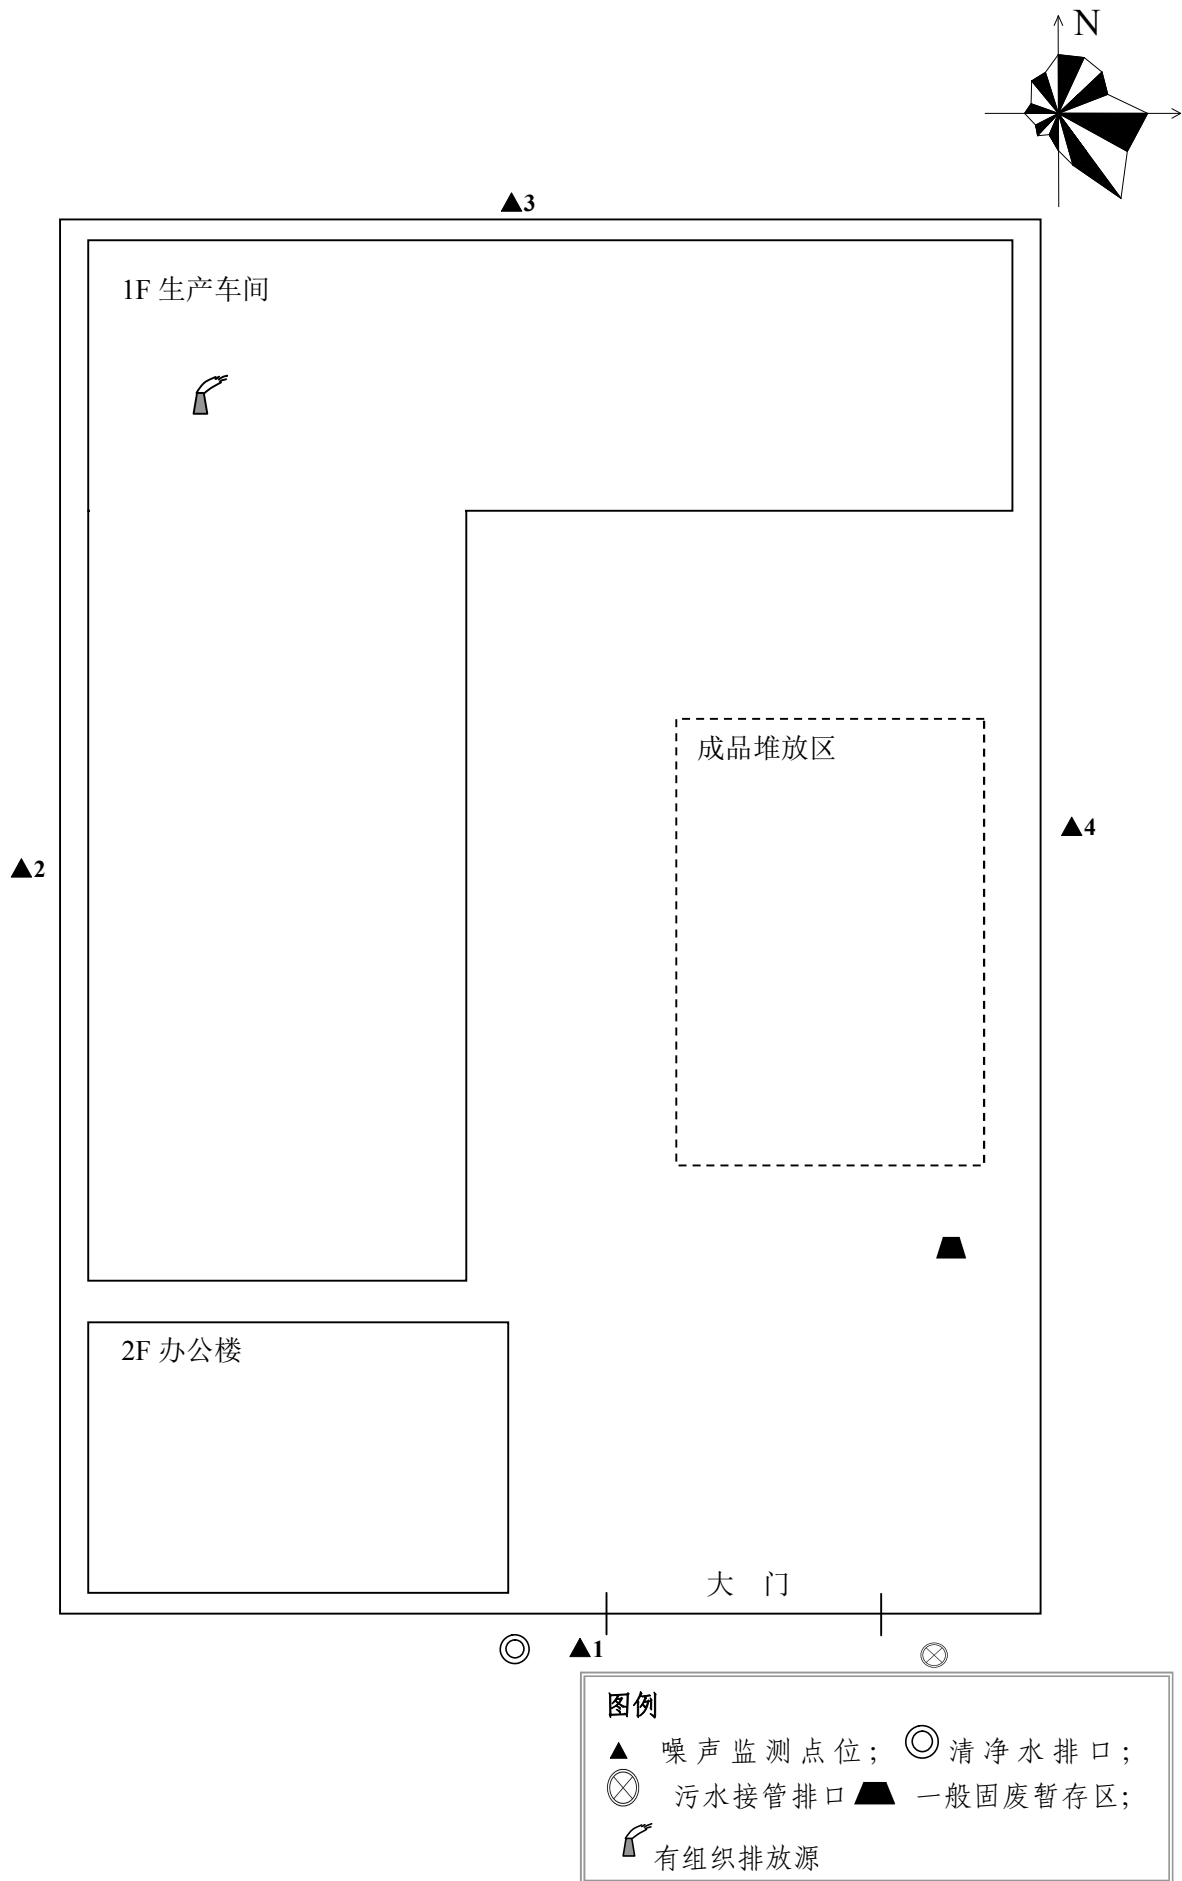 N
▲3
1F 生产车间
成品堆放区
▲4
▲2
2F 办公楼
大 门
▲1
图例
▲ 噪声监测点位; ◎清净水排口;
⊗ 污水接管排口 一般固废暂存区;
有组织排放源